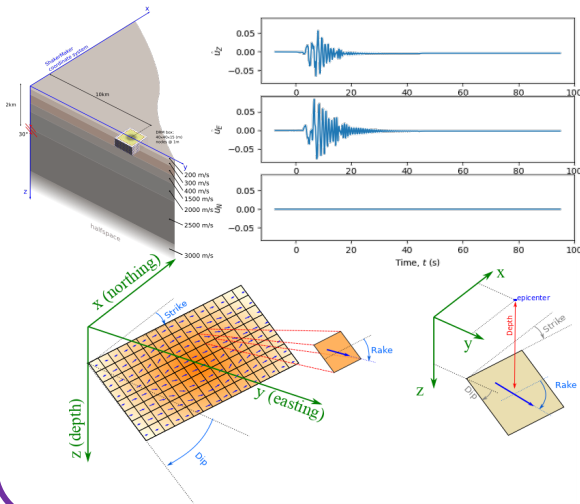 x
ShakerMaker
coordinate system
2km
18km
30°
DRM box:
y
200 m/s
300 m/s
400 m/s
1500 m/s
2000 m/s
2500 m/s
3000 m/s
z
halfspace
0.05
0.00
−0.05
u̇Z
0 20 40 60 80 100
0.05
0.00
−0.05
u̇E
0 20 40 60 80 100
0.05
0.00
−0.05
u̇N
0 20 40 60 80 100
Time, t (s)
x (northing)
Strike
Rake
y (easting)
z (depth)
Dip
x
epicenter
Depth
Strike
y
z
Dip
Rake